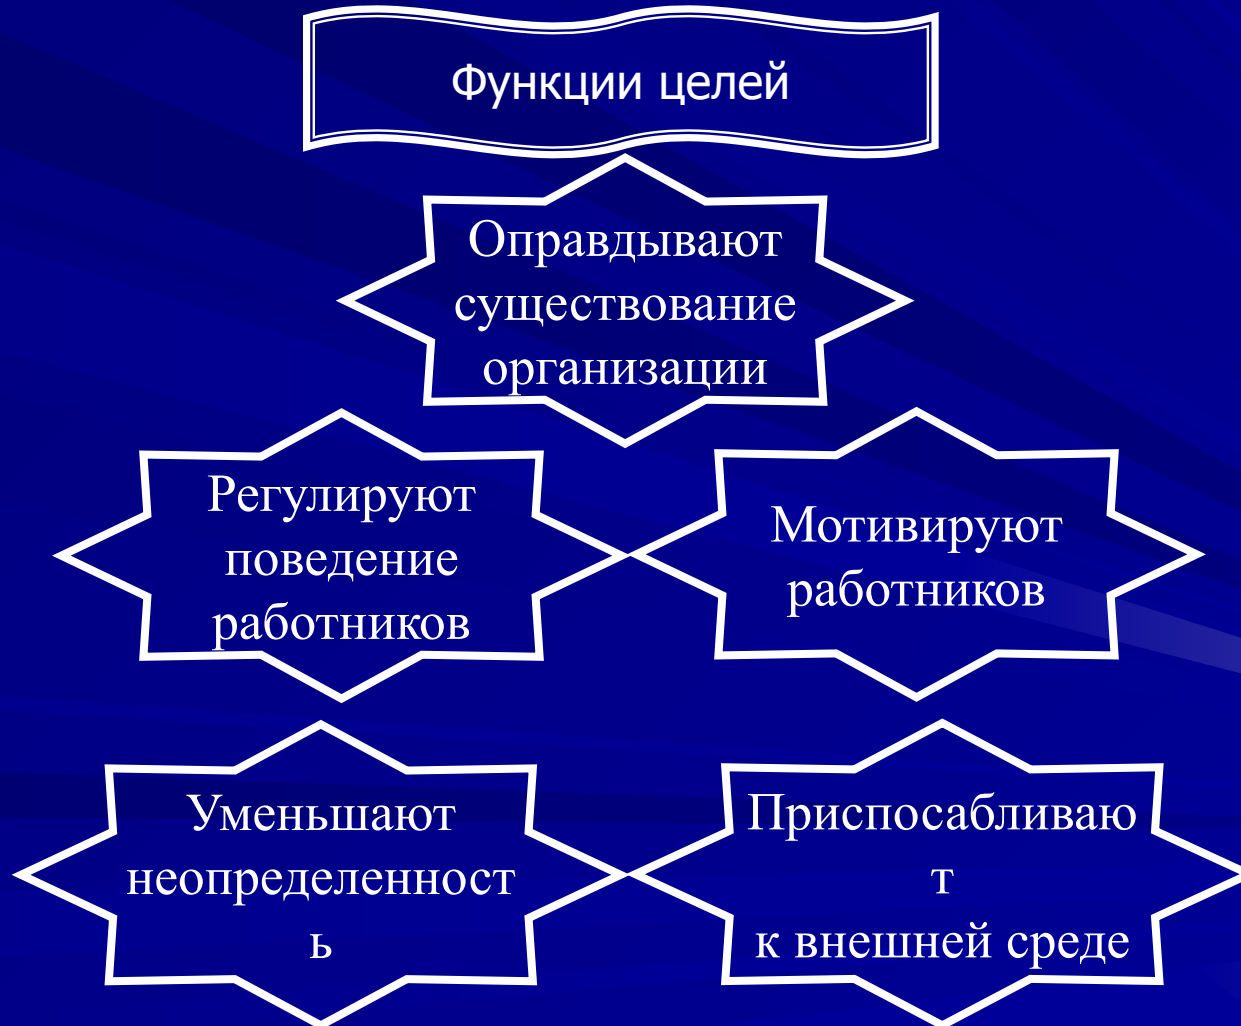 Функции целей
Оправдывают
существование
организации
Регулируют
поведение
работников
Мотивируют
работников
Уменьшают
неопределенност
ь
Приспосабливаю
т
к внешней среде